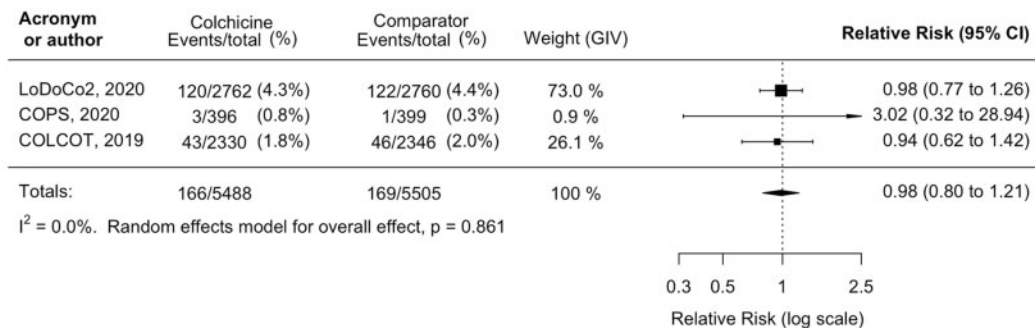 Acronym or author Colchicine Events/total (%) Comparator Events/total (%) Weight (GIV) Relative Risk (95% CI)
LoDoCo2, 2020 120/2762 (4.3%) 122/2760 (4.4%) 73.0 % 0.98 (0.77 to 1.26)
COPS, 2020 3/396 (0.8%) 1/399 (0.3%) 0.9 % 3.02 (0.32 to 28.94)
COLCOT, 2019 43/2330 (1.8%) 46/2346 (2.0%) 26.1 % 0.94 (0.62 to 1.42)
Totals: 166/5488 169/5505 100 % 0.98 (0.80 to 1.21)
I² = 0.0%. Random effects model for overall effect, p = 0.861
0.3 0.5 1 2.5
Relative Risk (log scale)